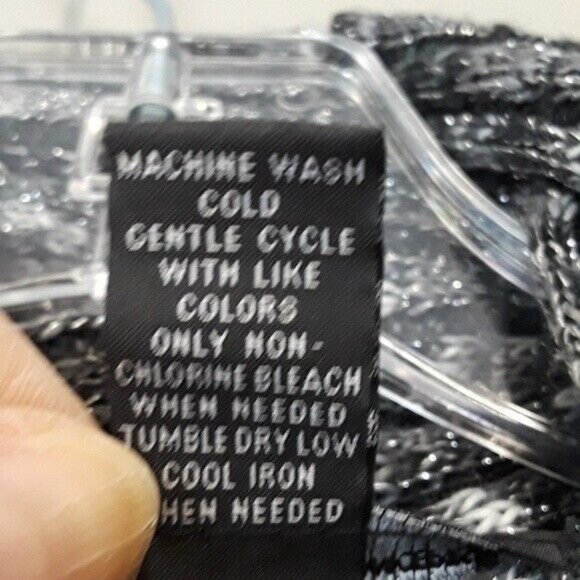 MACHINE WASH
COLD
GENTLE CYCLE
WITH LIKE
COLORS
ONLY NON-
CHLORINE BLEACH
WHEN NEEDED
TUMBLE DRY LOW
COOL IRON
WHEN NEEDED